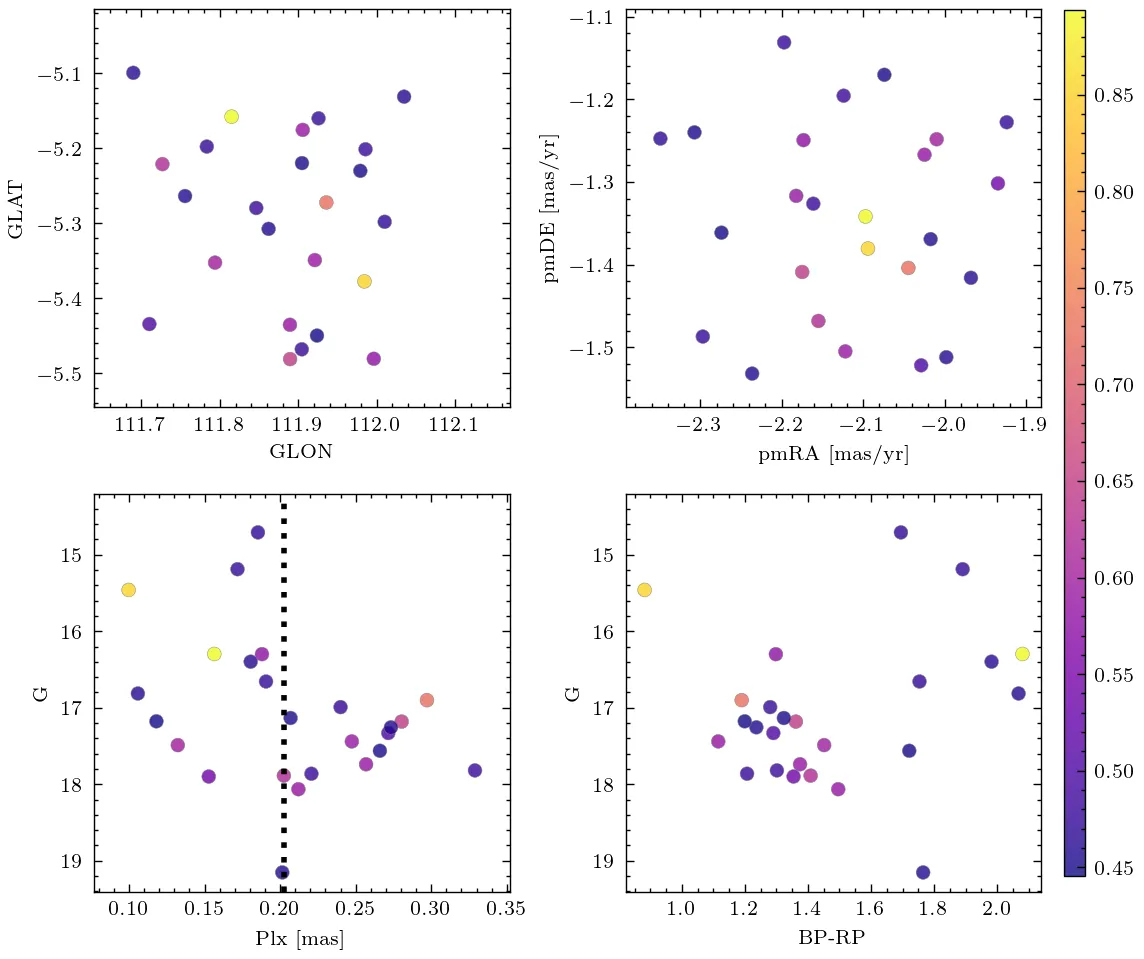 −5.1
−5.2
−5.3
−5.4
−5.5
GLAT
111.7 111.8 111.9 112.0 112.1
GLON
−1.1
−1.2
−1.3
−1.4
−1.5
pmDE [mas/yr]
−2.3 −2.2 −2.1 −2.0 −1.9
pmRA [mas/yr]
15
16
17
18
19
G
0.10 0.15 0.20 0.25 0.30 0.35
Plx [mas]
15
16
17
18
19
G
1.0 1.2 1.4 1.6 1.8 2.0
BP-RP
0.85
0.80
0.75
0.70
0.65
0.60
0.55
0.50
0.45